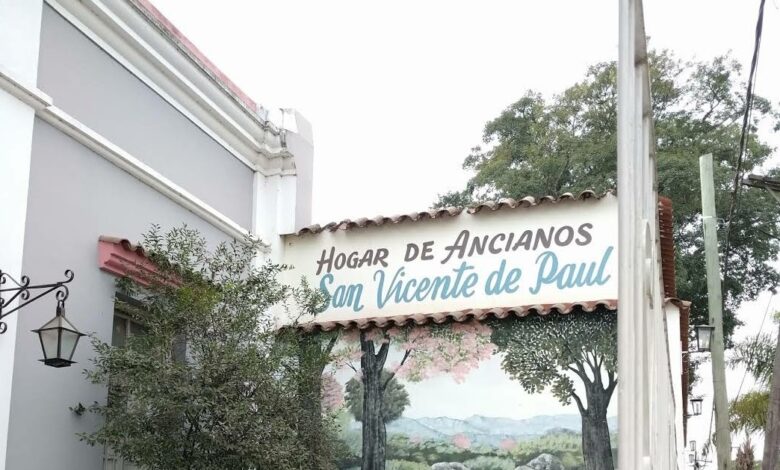 Hogar de Ancianos
San Vicente de Paul